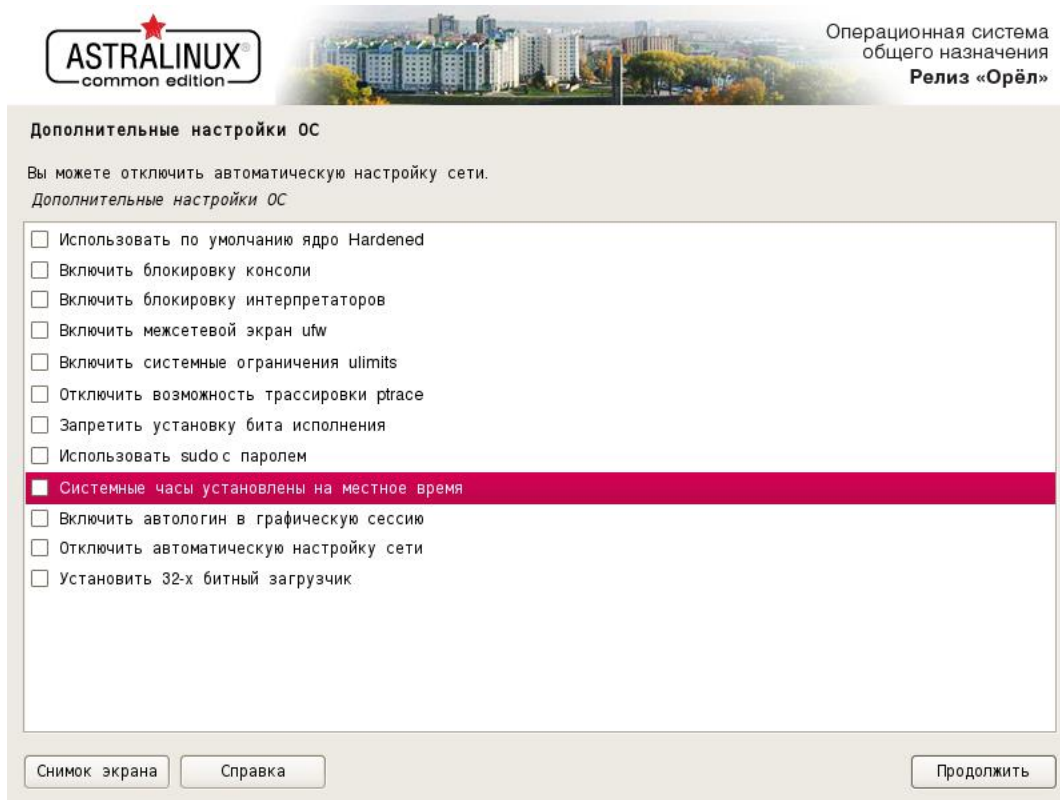 ASTRALINUX®
common edition
Операционная система
общего назначения
Релиз «Орёл»
Дополнительные настройки ОС
Вы можете отключить автоматическую настройку сети.
Дополнительные настройки ОС
Использовать по умолчанию ядро Hardened
Включить блокировку консоли
Включить блокировку интерпретаторов
Включить межсетевой экран ufw
Включить системные ограничения ulimits
Отключить возможность трассировки ptrace
Запретить установку бита исполнения
Использовать sudo с паролем
Системные часы установлены на местное время
Включить автологин в графическую сессию
Отключить автоматическую настройку сети
Установить 32-х битный загрузчик
Снимок экрана
Справка
Продолжить